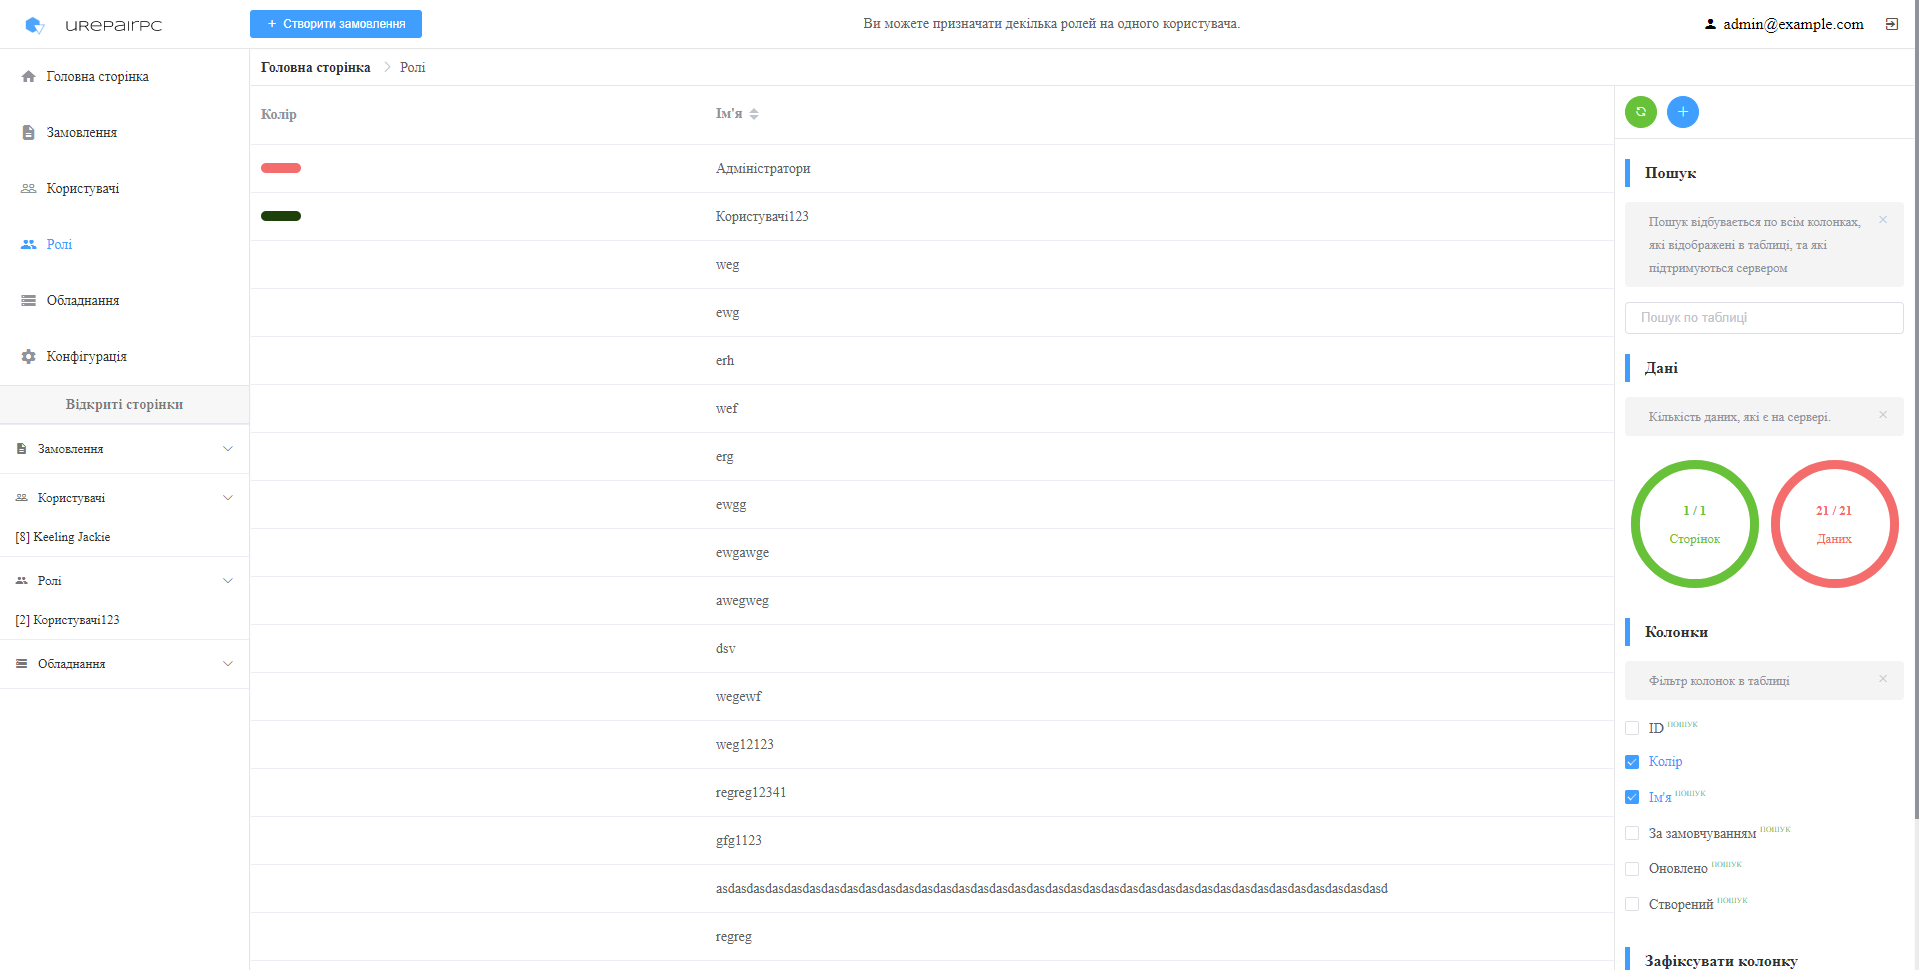 uRepairPC
+ Створити замовлення
Ви можете призначати декілька ролей на одного користувача.
admin@example.com
Головна сторінка
Замовлення
Користувачі
Ролі
Обладнання
Конфігурація
Відкриті сторінки
Замовлення
Користувачі
[8] Keeling Jackie
Ролі
[2] Користувачі123
Обладнання
Головна сторінка > Ролі
Колір Ім'я
Адміністратори
Користувачі123
weg
ewg
erh
wef
erg
ewgg
ewgawge
awegweg
dsv
wegewf
weg12123
regreg12341
gfg1123
regreg
Пошук
Пошук відбувається по всім колонках,
які відображені в таблиці, та які
підтримуються сервером
Пошук по таблиці
Дані
Кількість даних, які є на сервері.
1 / 1
Сторінок
21 / 21
Даних
Колонки
Фільтр колонок в таблиці
ID ПОШУК
Колір
Ім'я ПОШУК
За замовчуванням ПОШУК
Оновлено ПОШУК
Створений ПОШУК
Зафіксувати колонку